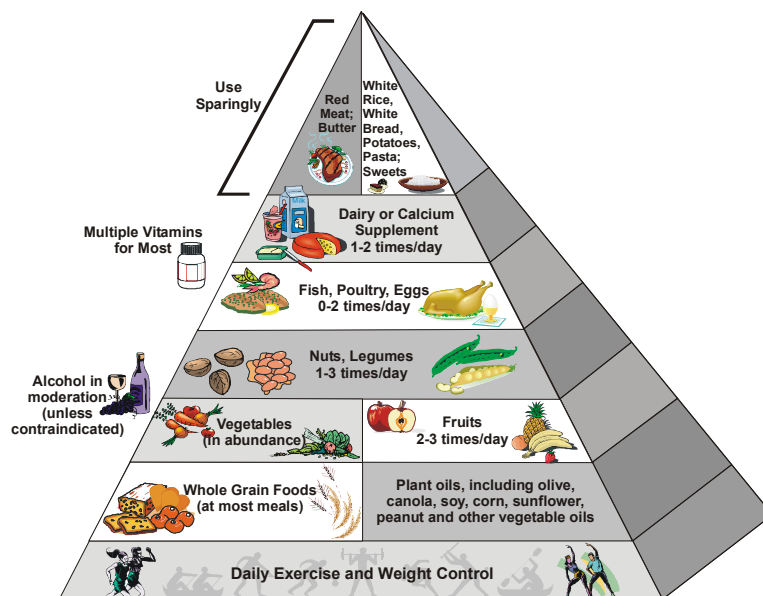 Use
Sparingly
Red
Meat;
Butter
White
Rice,
White
Bread,
Potatoes,
Pasta;
Sweets
Milk
Dairy or Calcium
Supplement
1-2 times/day
Multiple Vitamins
for Most
Fish, Poultry, Eggs
0-2 times/day
Nuts, Legumes
1-3 times/day
Alcohol in
moderation
(unless
contraindicated)
Vegetables
(in abundance)
Fruits
2-3 times/day
Whole Grain Foods
(at most meals)
Plant oils, including olive,
canola, soy, corn, sunflower,
peanut and other vegetable oils
Daily Exercise and Weight Control